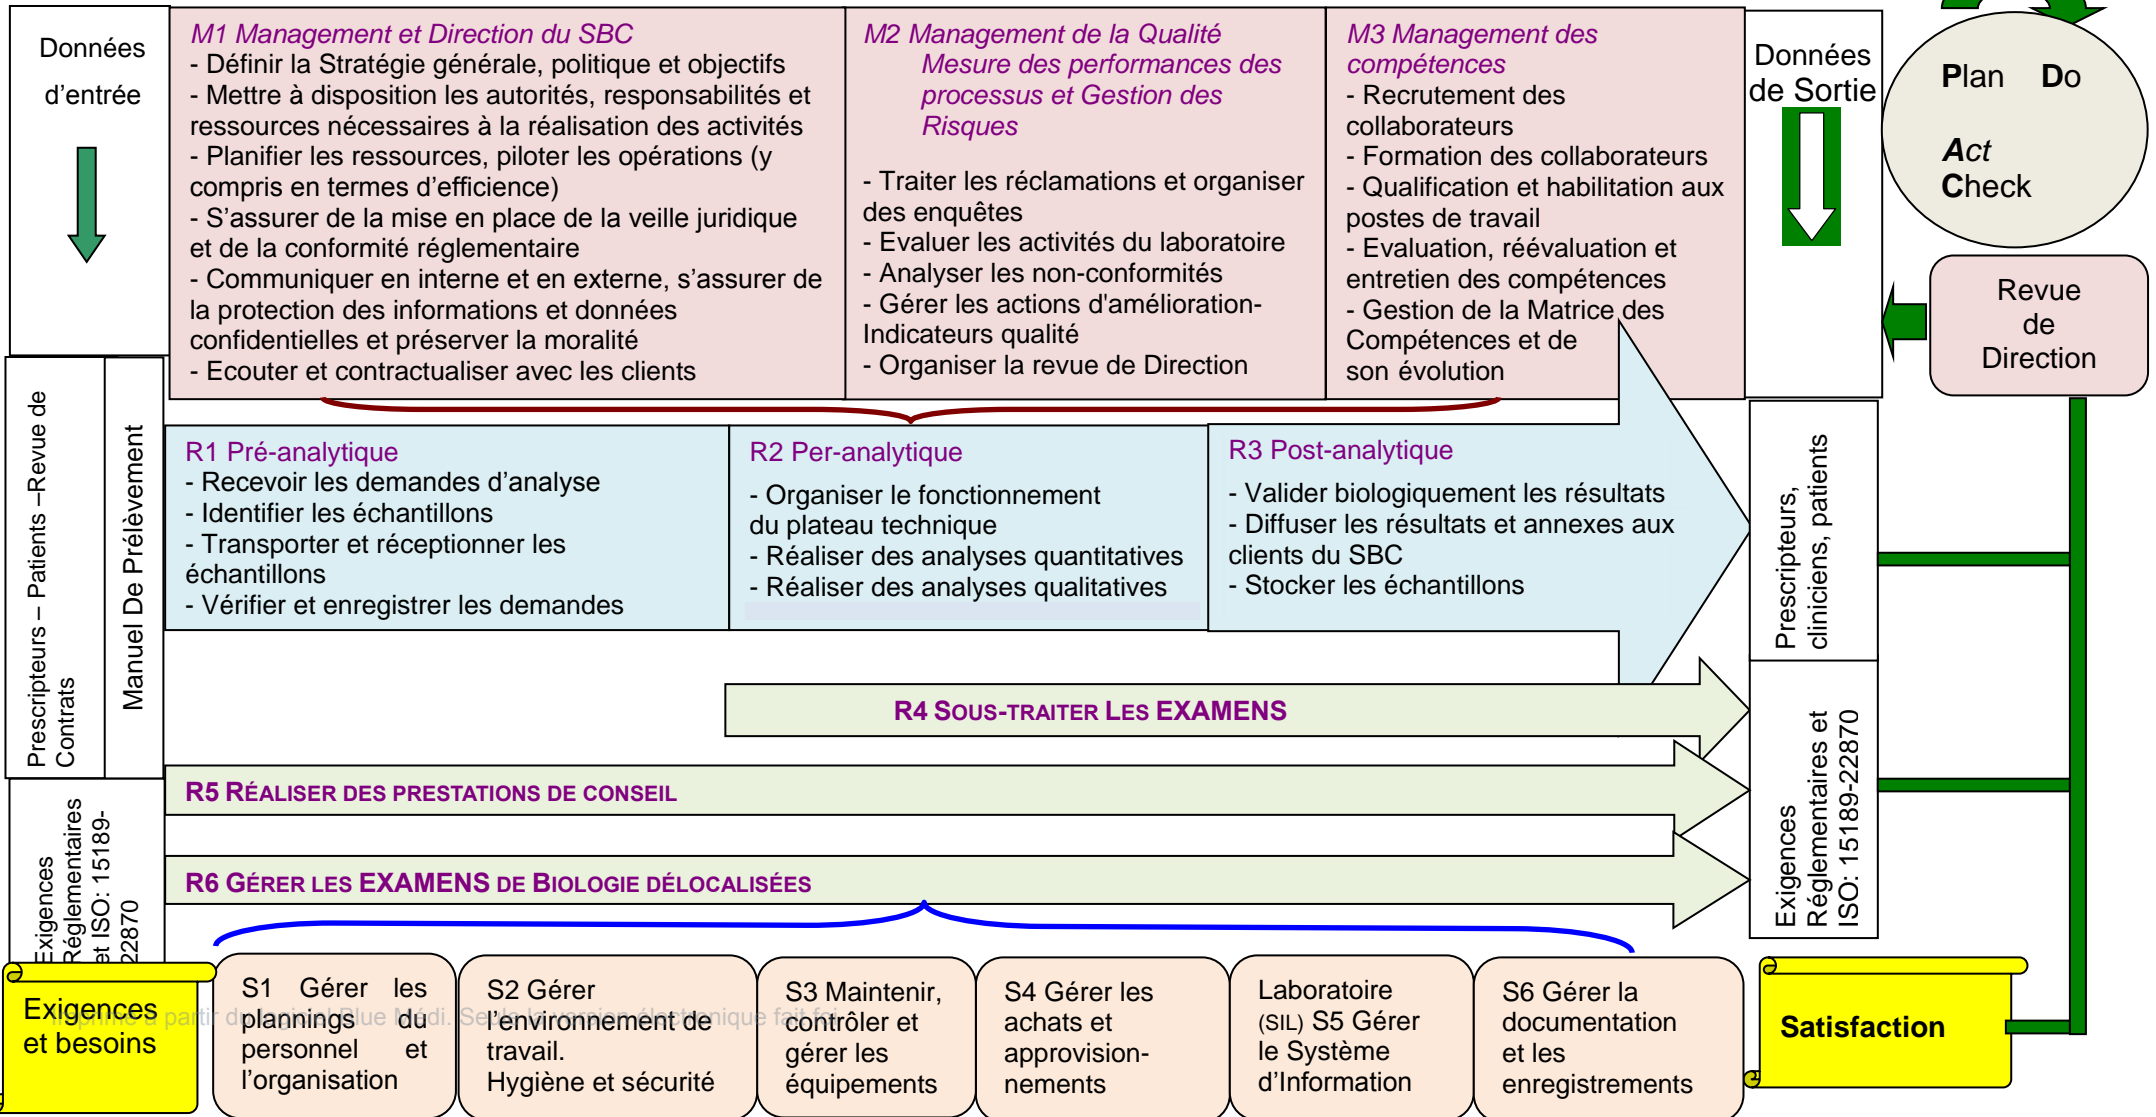 Données
d'entrée
M1 Management et Direction du SBC
- Définir la Stratégie générale, politique et objectifs
- Mettre à disposition les autorités, responsabilités et
ressources nécessaires à la réalisation des activités
- Planifier les ressources, piloter les opérations (y
compris en termes d'efficience)
- S'assurer de la mise en place de la veille juridique
et de la conformité réglementaire
- Communiquer en interne et en externe, s'assurer de
la protection des informations et données
confidentielles et préserver la moralité
- Ecouter et contractualiser avec les clients
M2 Management de la Qualité
Mesure des performances des
processus et Gestion des
Risques
- Traiter les réclamations et organiser
des enquêtes
- Evaluer les activités du laboratoire
- Analyser les non-conformités
- Gérer les actions d'amélioration-
Indicateurs qualité
- Organiser la revue de Direction
M3 Management des
compétences
- Recrutement des
collaborateurs
- Formation des collaborateurs
- Qualification et habilitation aux
postes de travail
- Evaluation, réévaluation et
entretien des compétences
- Gestion de la Matrice des
Compétences et de
son évolution
Données
de Sortie
Plan Do
Act
Check
Revue
de
Direction
Prescripteurs – Patients –Revue de
Contrats
Manuel De Prélèvement
R1 Pré-analytique
- Recevoir les demandes d'analyse
- Identifier les échantillons
- Transporter et réceptionner les
échantillons
- Vérifier et enregistrer les demandes
R2 Per-analytique
- Organiser le fonctionnement
du plateau technique
- Réaliser des analyses quantitatives
- Réaliser des analyses qualitatives
R3 Post-analytique
- Valider biologiquement les résultats
- Diffuser les résultats et annexes aux
clients du SBC
- Stocker les échantillons
Prescripteurs,
cliniciens, patients
R4 SOUS-TRAITER LES EXAMENS
R5 RÉALISER DES PRESTATIONS DE CONSEIL
R6 GÉRER LES EXAMENS DE BIOLOGIE DÉLOCALISÉES
Exigences
Réglementaires
et ISO: 15189-
22870
Exigences
Réglementaires et
ISO: 15189-22870
Exigences
et besoins
S1 Gérer les
plannings du
personnel et
l'organisation
S2 Gérer
l'environnement de
travail.
Hygiène et sécurité
S3 Maintenir,
contrôler et
gérer les
équipements
S4 Gérer les
achats et
approvision-
nements
Laboratoire
(SIL) S5 Gérer
le Système
d'Information
S6 Gérer la
documentation
et les
enregistrements
Satisfaction
Imprimé à partir du logiciel Blue Médi. Seule la version électronique fait foi